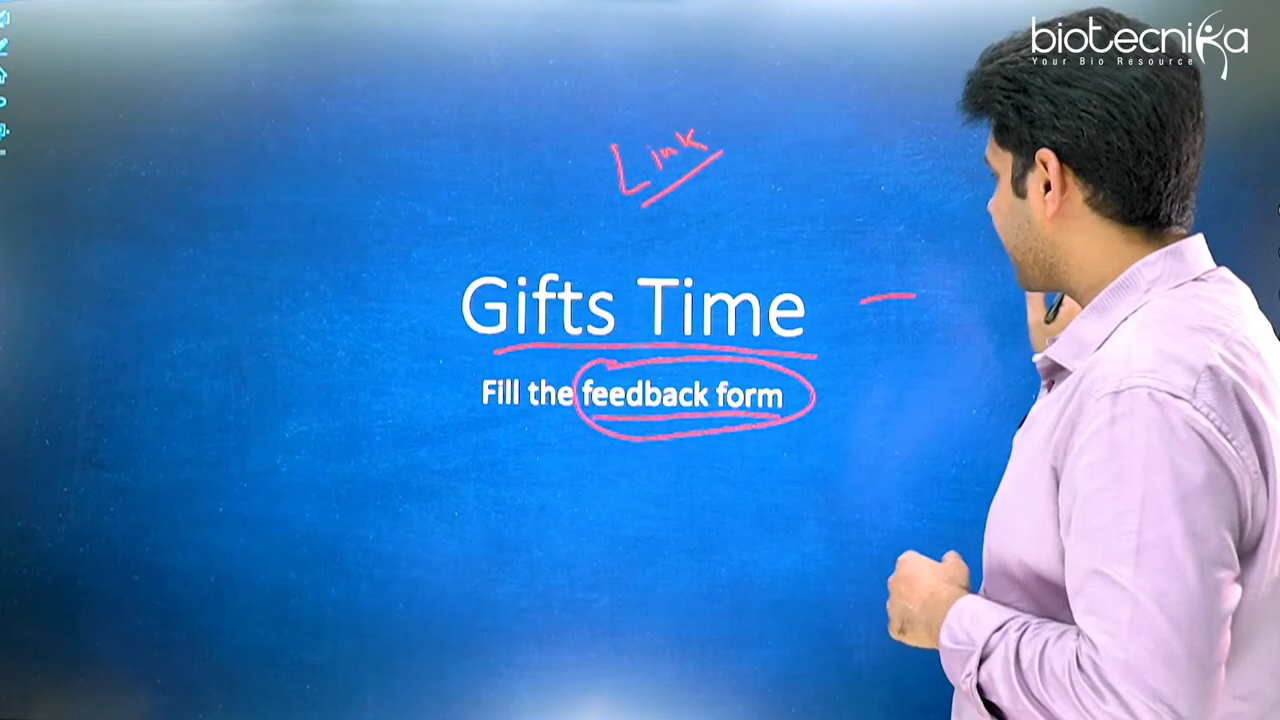 biotecnika
Your Bio Resource
Link
Gifts Time
Fill the feedback form